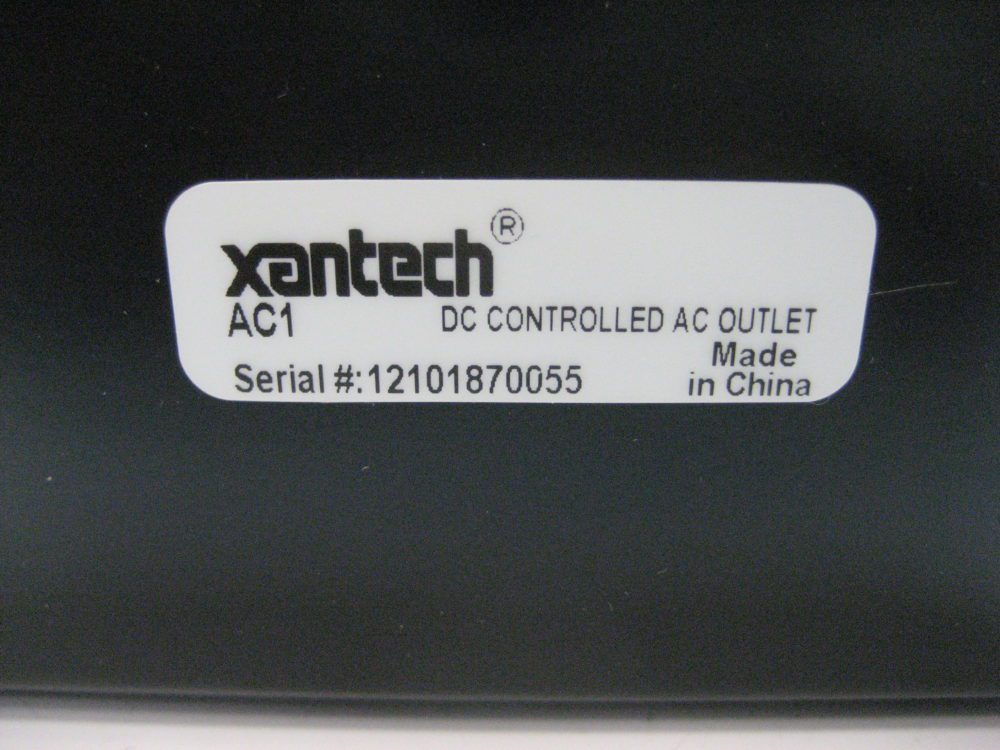 xantech®
AC1 DC CONTROLLED AC OUTLET
Made
Serial #:12101870055 in China